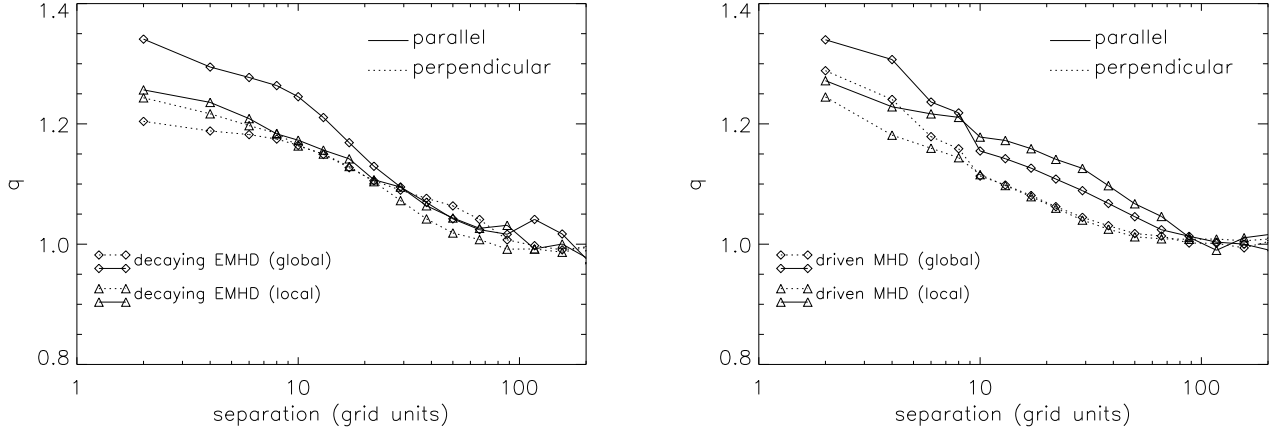 1.4
1.2
1.0
0.8
q
parallel
perpendicular
decaying EMHD (global)
decaying EMHD (local)
1
10
100
separation (grid units)
1.4
1.2
1.0
0.8
q
parallel
perpendicular
driven MHD (global)
driven MHD (local)
1
10
100
separation (grid units)